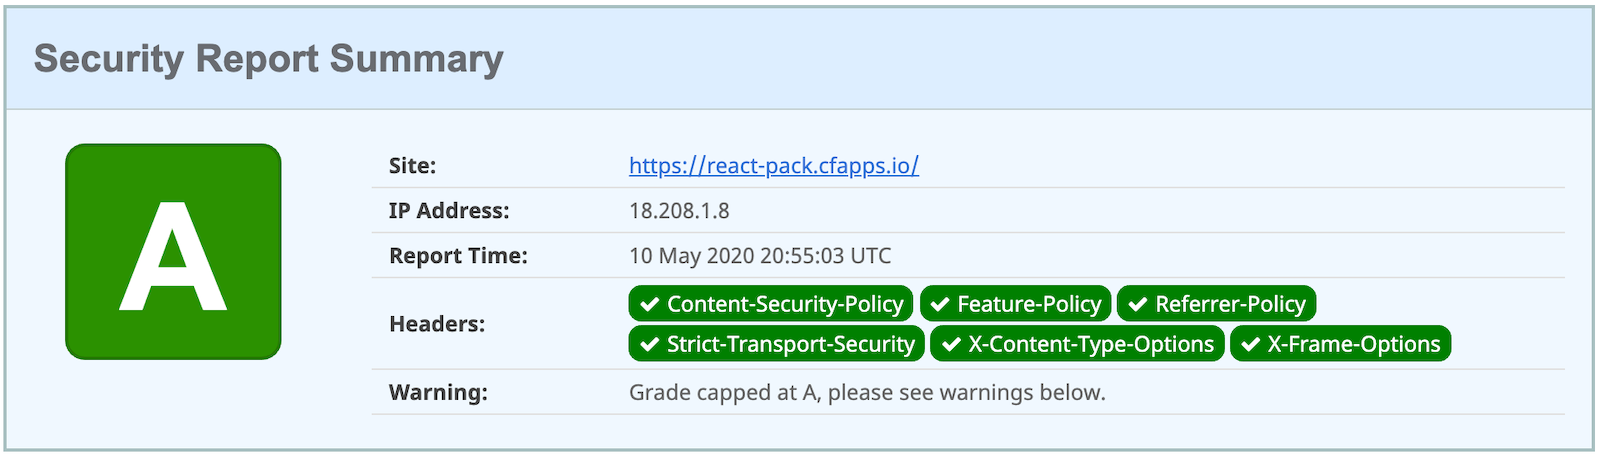 Security Report Summary
A
Site: https://react-pack.cfapps.io/
IP Address: 18.208.1.8
Report Time: 10 May 2020 20:55:03 UTC
Headers: Content-Security-Policy Feature-Policy Referrer-Policy
Strict-Transport-Security X-Content-Type-Options X-Frame-Options
Warning: Grade capped at A, please see warnings below.